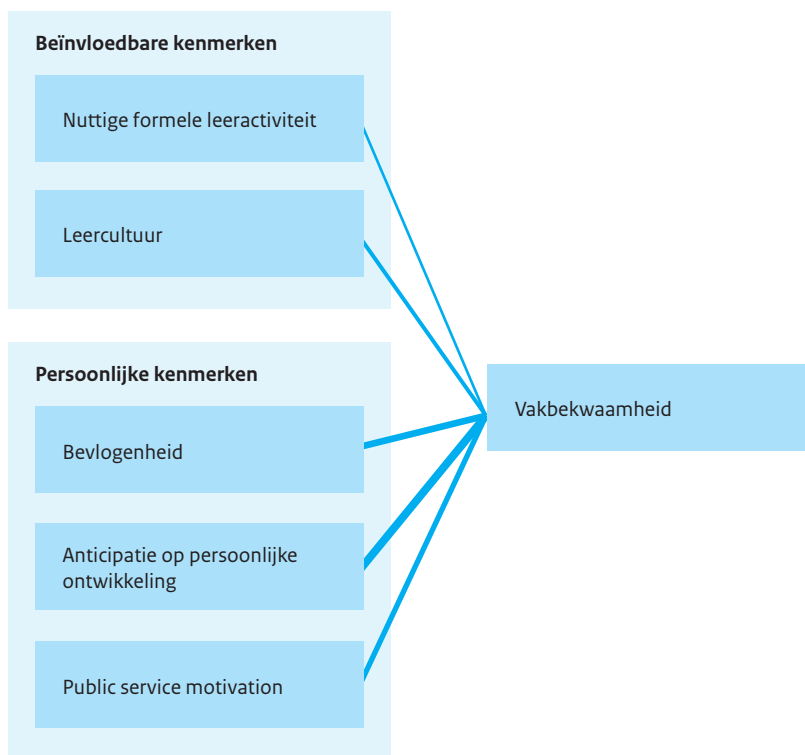 Beïnvloedbare kenmerken
Nuttige formele leeractiviteit
Leercultuur
Persoonlijke kenmerken
Bevlogenheid
Anticipatie op persoonlijke
ontwikkeling
Public service motivation
Vakbekwaamheid